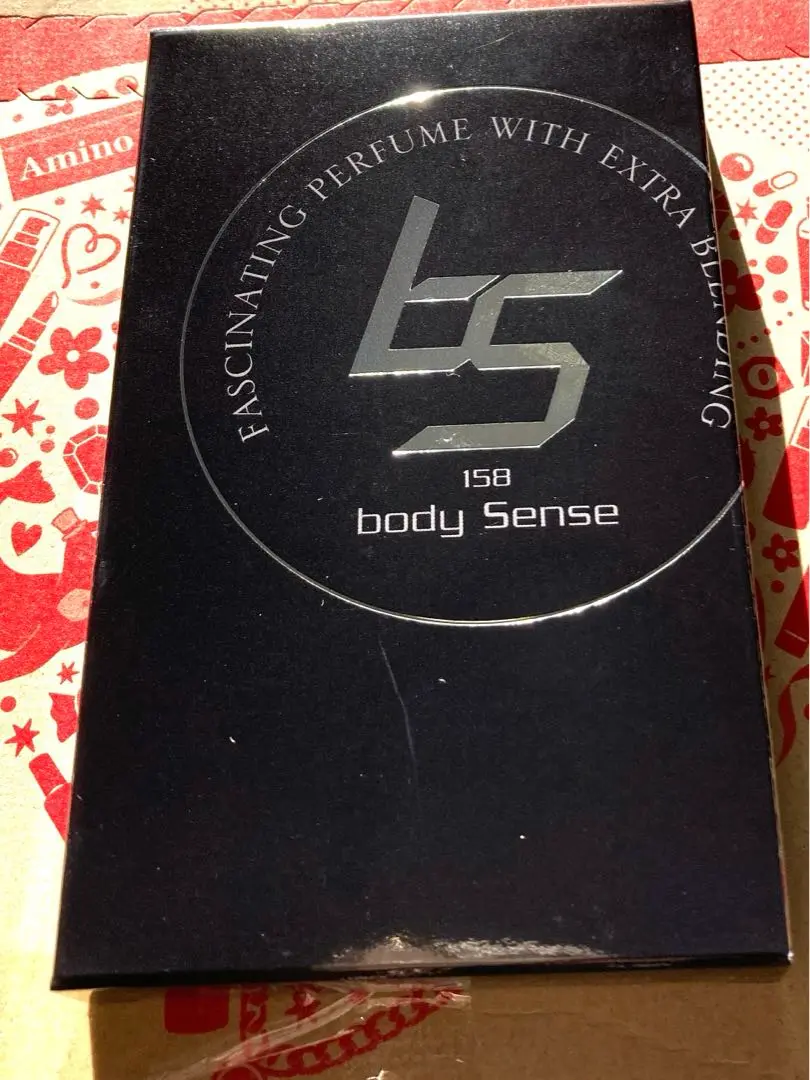 Amino
FASCINATING PERFUME WITH EXTRA BLENDING
bS
158
body Sense